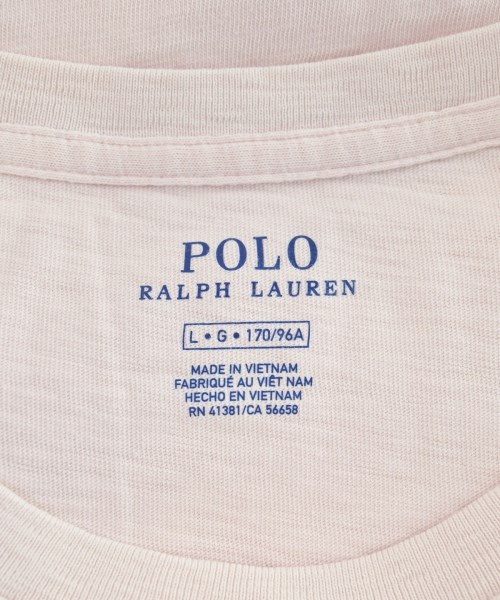 POLO
RALPH LAUREN
L • G • 170/96A
MADE IN VIETNAM
FABRIQUÉ AU VIÊT NAM
HECHO EN VIETNAM
RN 41381/CA 56658